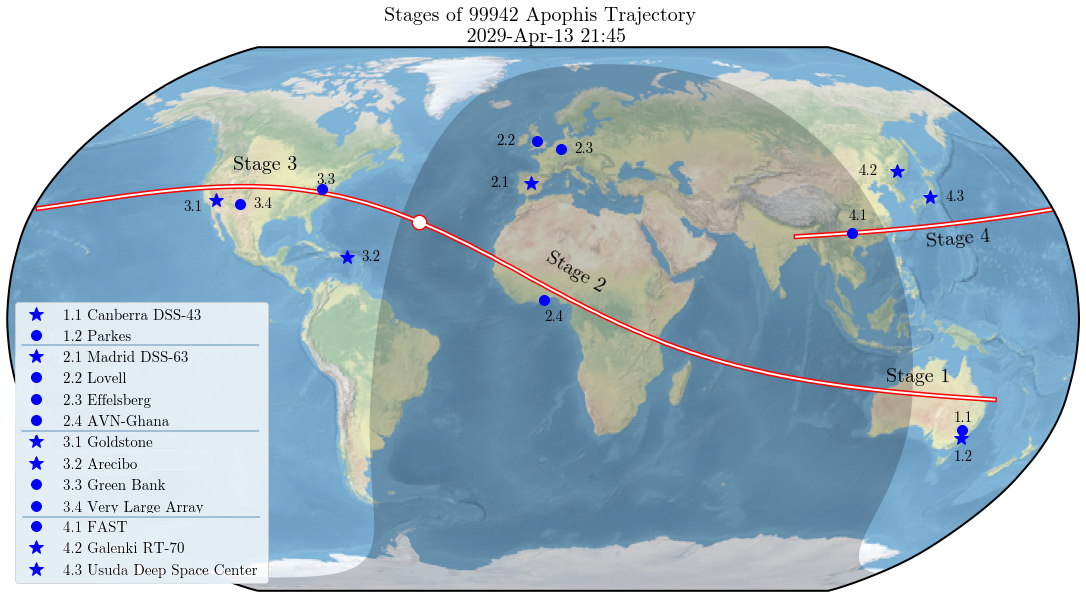 Stages of 99942 Apophis Trajectory
2029-Apr-13 21:45
2.2
2.3
Stage 3
4.2
3.3
2.1
3.1
3.4
4.3
4.1
Stage 4
3.2
Stage 2
2.4
1.1 Canberra DSS-43
1.2 Parkes
2.1 Madrid DSS-63
2.2 Lovell
2.3 Effelsberg
2.4 AVN-Ghana
3.1 Goldstone
3.2 Arecibo
3.3 Green Bank
3.4 Very Large Array
4.1 FAST
4.2 Galenki RT-70
4.3 Usuda Deep Space Center
Stage 1
1.1
1.2